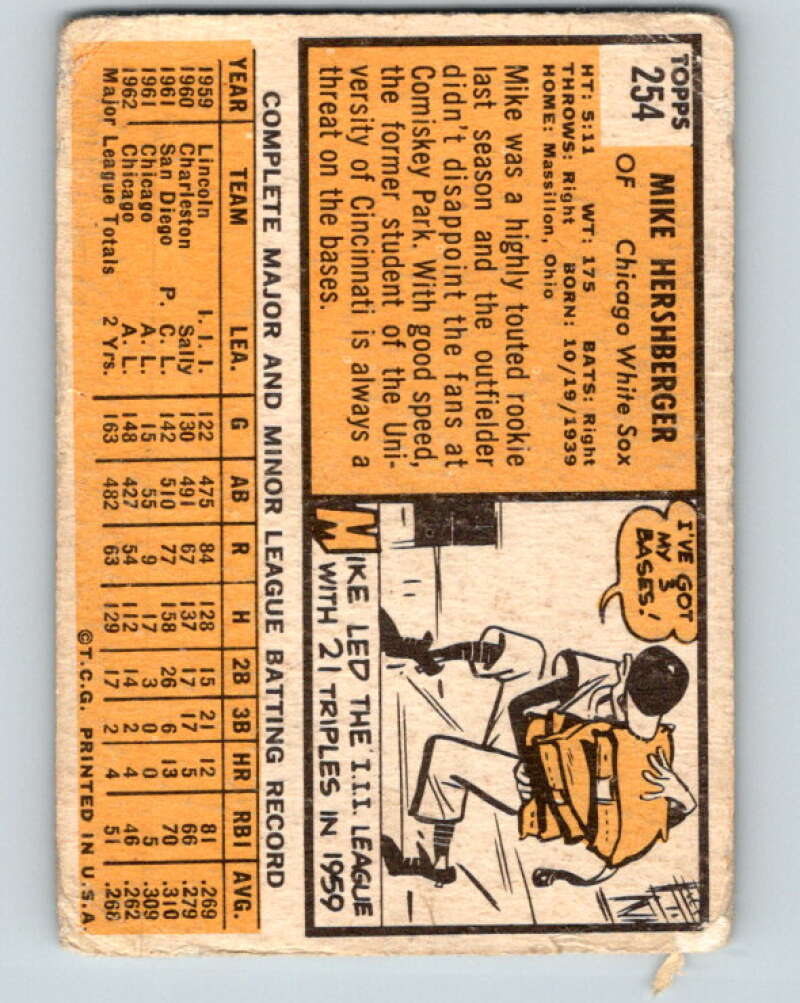 TOPPS
254
MIKE HERSHBERGER
OF Chicago White Sox
HT: 5:11 WT: 175 BATS: Right
THROWS: Right BORN: 10/19/1939
HOME: Massillon, Ohio
Mike was a highly touted rookie
last season and the outfielder
didn't disappoint the fans at
Comiskey Park. With good speed,
the former student of the Uni-
versity of Cincinnati is always a
threat on the bases.
I'VE GOT
MY 3
BASES!
MIKE LED THE I.I.I. LEAGUE
WITH 21 TRIPLES IN 1959
COMPLETE MAJOR AND MINOR LEAGUE BATTING RECORD
YEAR TEAM LEA. G AB R H 2B 3B HR RBI AVG.
1959 Lincoln I. I. I. 122 475 84 128 15 21 12 81 .269
1960 Charleston Sally 130 491 67 137 17 17 5 66 .279
1961 San Diego P. C. L. 142 510 77 158 26 6 13 70 .310
1961 Chicago A. L. 15 55 9 17 3 0 0 5 .309
1962 Chicago A. L. 148 427 54 112 14 2 4 46 .262
Major League Totals 2 Yrs. 163 482 63 129 17 2 4 51 .268
©T.C.G. PRINTED IN U.S.A.